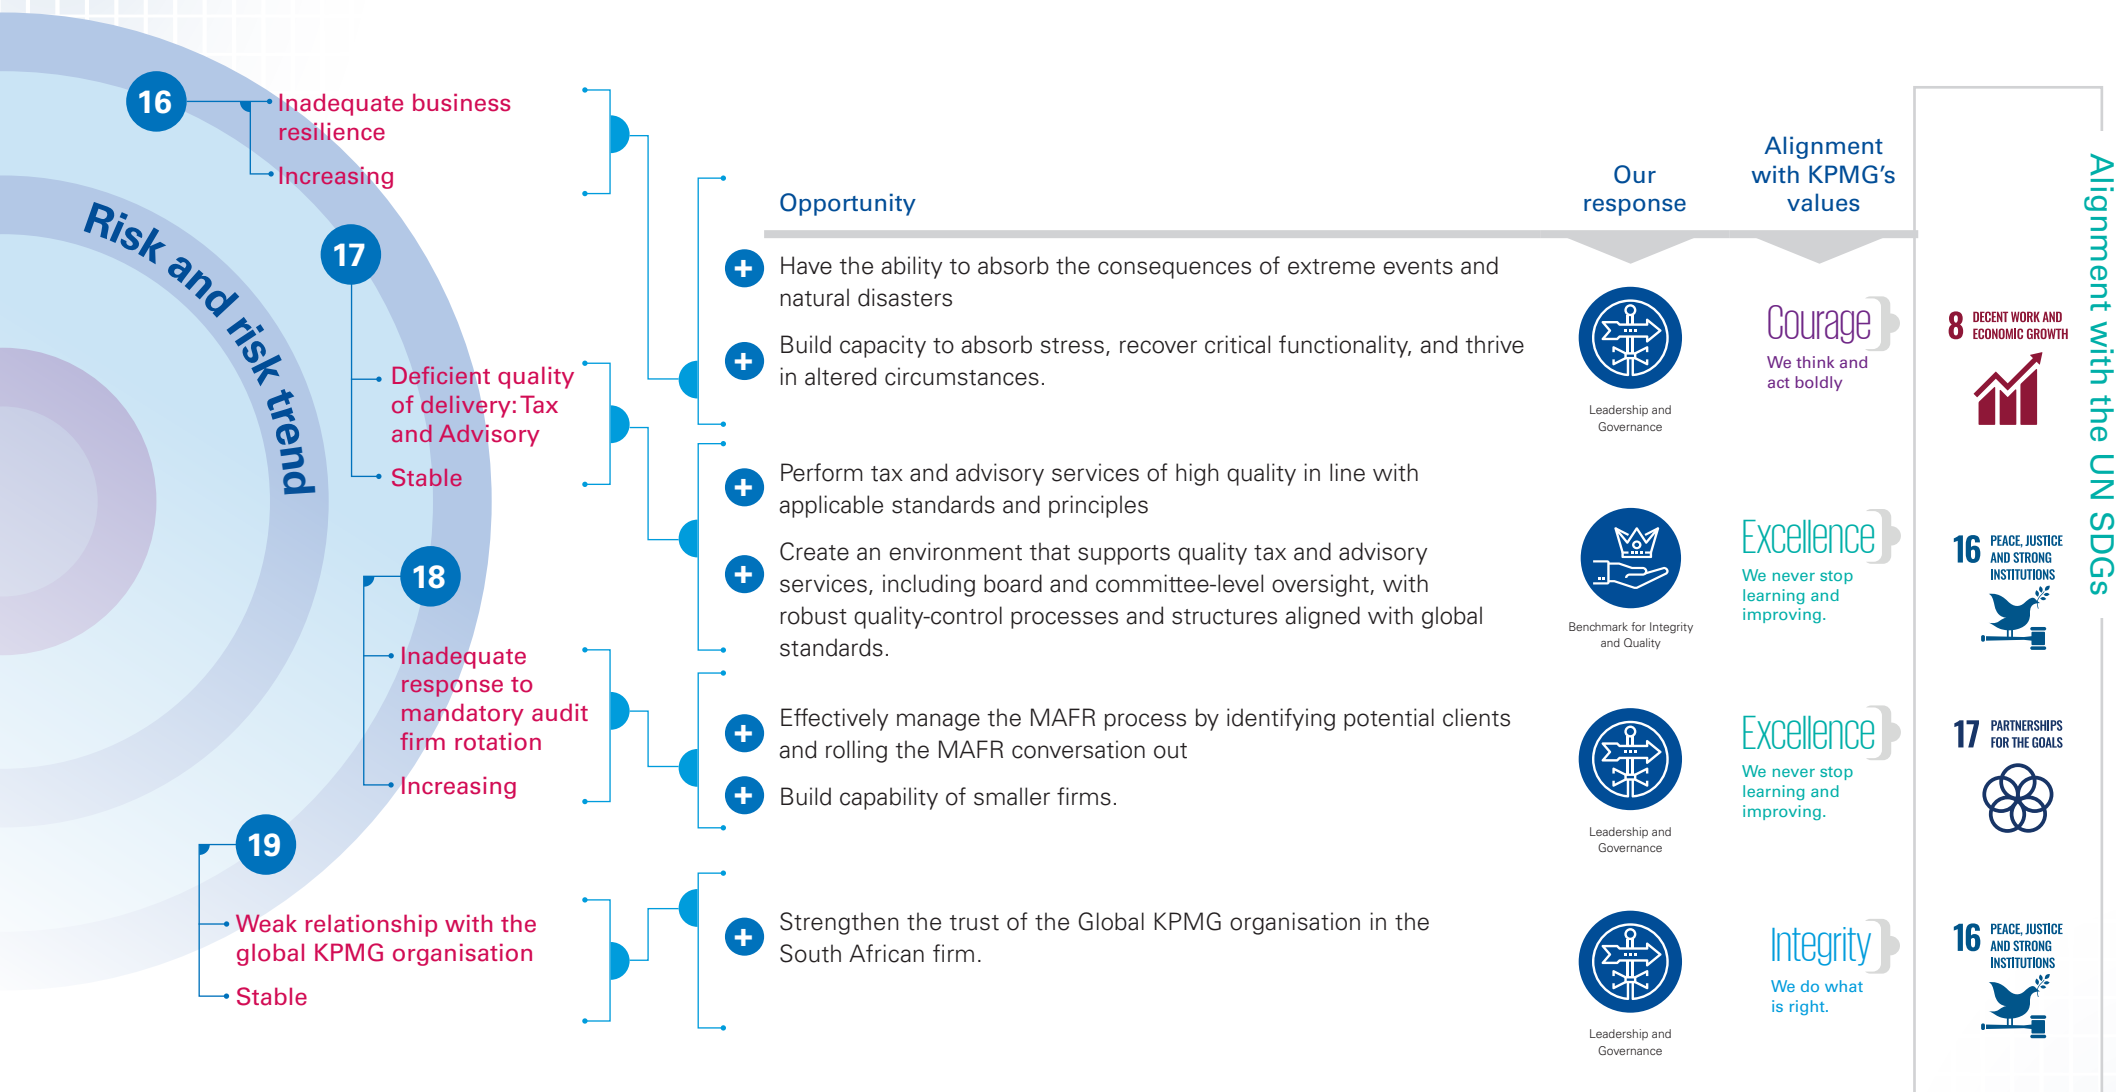 Risk and risk trend
16
Inadequate business
resilience
Increasing
17
Deficient quality
of delivery: Tax
and Advisory
Stable
18
Inadequate
response to
mandatory audit
firm rotation
Increasing
19
Weak relationship with the
global KPMG organisation
Stable
Opportunity
Our
response
Alignment
with KPMG's
values
Alignment with the UN SDGs
Have the ability to absorb the consequences of extreme events and
natural disasters
Build capacity to absorb stress, recover critical functionality, and thrive
in altered circumstances.
Leadership and
Governance
Courage
We think and
act boldly
8 DECENT WORK AND
ECONOMIC GROWTH
Perform tax and advisory services of high quality in line with
applicable standards and principles
Create an environment that supports quality tax and advisory
services, including board and committee-level oversight, with
robust quality-control processes and structures aligned with global
standards.
Benchmark for Integrity
and Quality
Excellence
We never stop
learning and
improving.
16 PEACE, JUSTICE
AND STRONG
INSTITUTIONS
Effectively manage the MAFR process by identifying potential clients
and rolling the MAFR conversation out
Build capability of smaller firms.
Leadership and
Governance
Excellence
We never stop
learning and
improving.
17 PARTNERSHIPS
FOR THE GOALS
Strengthen the trust of the Global KPMG organisation in the
South African firm.
Leadership and
Governance
Integrity
We do what
is right.
16 PEACE, JUSTICE
AND STRONG
INSTITUTIONS